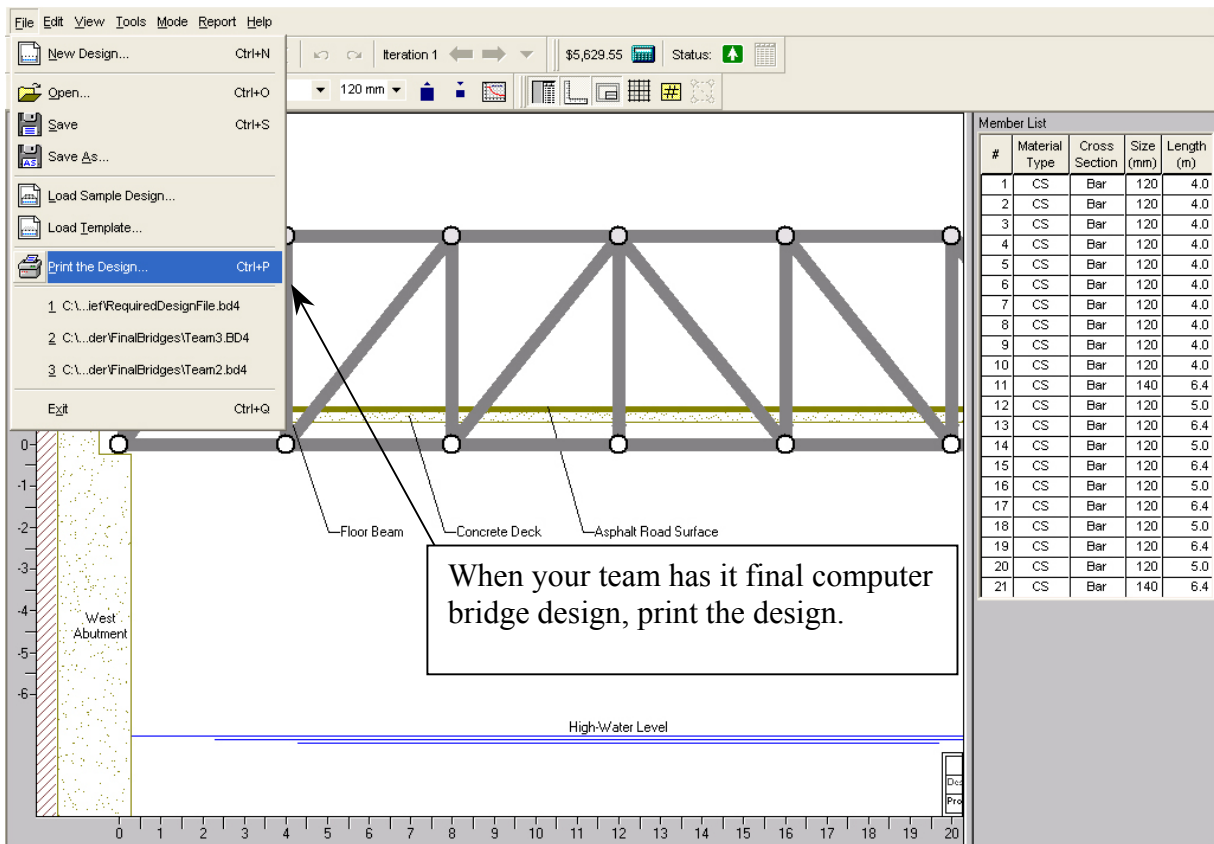 File Edit View Tools Mode Report Help
New Design... Ctrl+N
Open... Ctrl+O
Save Ctrl+S
Save As...
Load Sample Design...
Load Template...
Print the Design... Ctrl+P
1 C:\...ief\RequiredDesignFile.bd4
2 C:\...der\FinalBridges\Team3.BD4
3 C:\...der\FinalBridges\Team2.bd4
Exit Ctrl+Q
Iteration 1 $5,629.55 Status:
120 mm
Member List
# Material Type Cross Section Size (mm) Length (m)
1 CS Bar 120 4.0
2 CS Bar 120 4.0
3 CS Bar 120 4.0
4 CS Bar 120 4.0
5 CS Bar 120 4.0
6 CS Bar 120 4.0
7 CS Bar 120 4.0
8 CS Bar 120 4.0
9 CS Bar 120 4.0
10 CS Bar 120 4.0
11 CS Bar 140 6.4
12 CS Bar 120 5.0
13 CS Bar 120 6.4
14 CS Bar 120 5.0
15 CS Bar 120 6.4
16 CS Bar 120 5.0
17 CS Bar 120 6.4
18 CS Bar 120 5.0
19 CS Bar 120 6.4
20 CS Bar 120 5.0
21 CS Bar 140 6.4
0
-1
-2
-3
-4
-5
-6
Floor Beam Concrete Deck Asphalt Road Surface
When your team has it final computer
bridge design, print the design.
West
Abutment
High-Water Level
Des
Pro
0 1 2 3 4 5 6 7 8 9 10 11 12 13 14 15 16 17 18 19 20